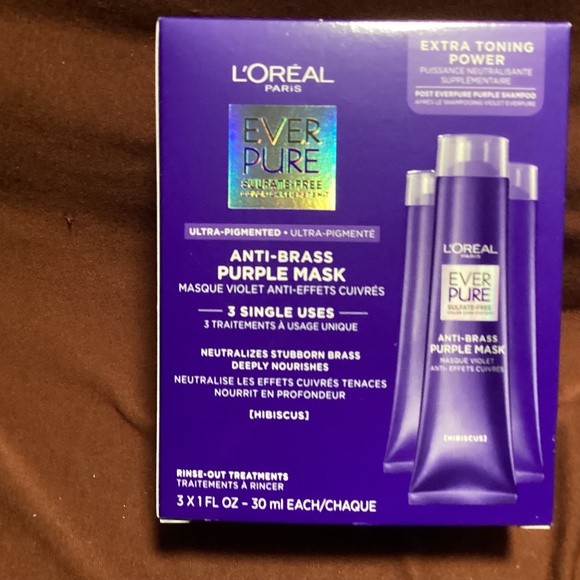 L'ORÉAL
PARIS
EVER
PURE
SULFATE-FREE
ULTRA-PIGMENTED • ULTRA-PIGMENTÉ
ANTI-BRASS
PURPLE MASK
MASQUE VIOLET ANTI-EFFETS CUIVRÉS
3 SINGLE USES
3 TRAITEMENTS À USAGE UNIQUE
NEUTRALIZES STUBBORN BRASS
DEEPLY NOURISHES
NEUTRALISE LES EFFETS CUIVRÉS TENACES
NOURRIT EN PROFONDEUR
[HIBISCUS]
RINSE-OUT TREATMENTS
TRAITEMENTS À RINCER
3 X 1 FL OZ – 30 ml EACH/CHAQUE
EXTRA TONING
POWER
PUISSANCE NEUTRALISANTE
SUPPLÉMENTAIRE
POST EVERPURE PURPLE SHAMPOO
APRÈS LE SHAMPOOING VIOLET EVERPURE
L'ORÉAL
PARIS
EVER
PURE
SULFATE-FREE
ANTI-BRASS
PURPLE MASK
MASQUE VIOLET
ANTI-EFFETS CUIVRÉS
[HIBISCUS]